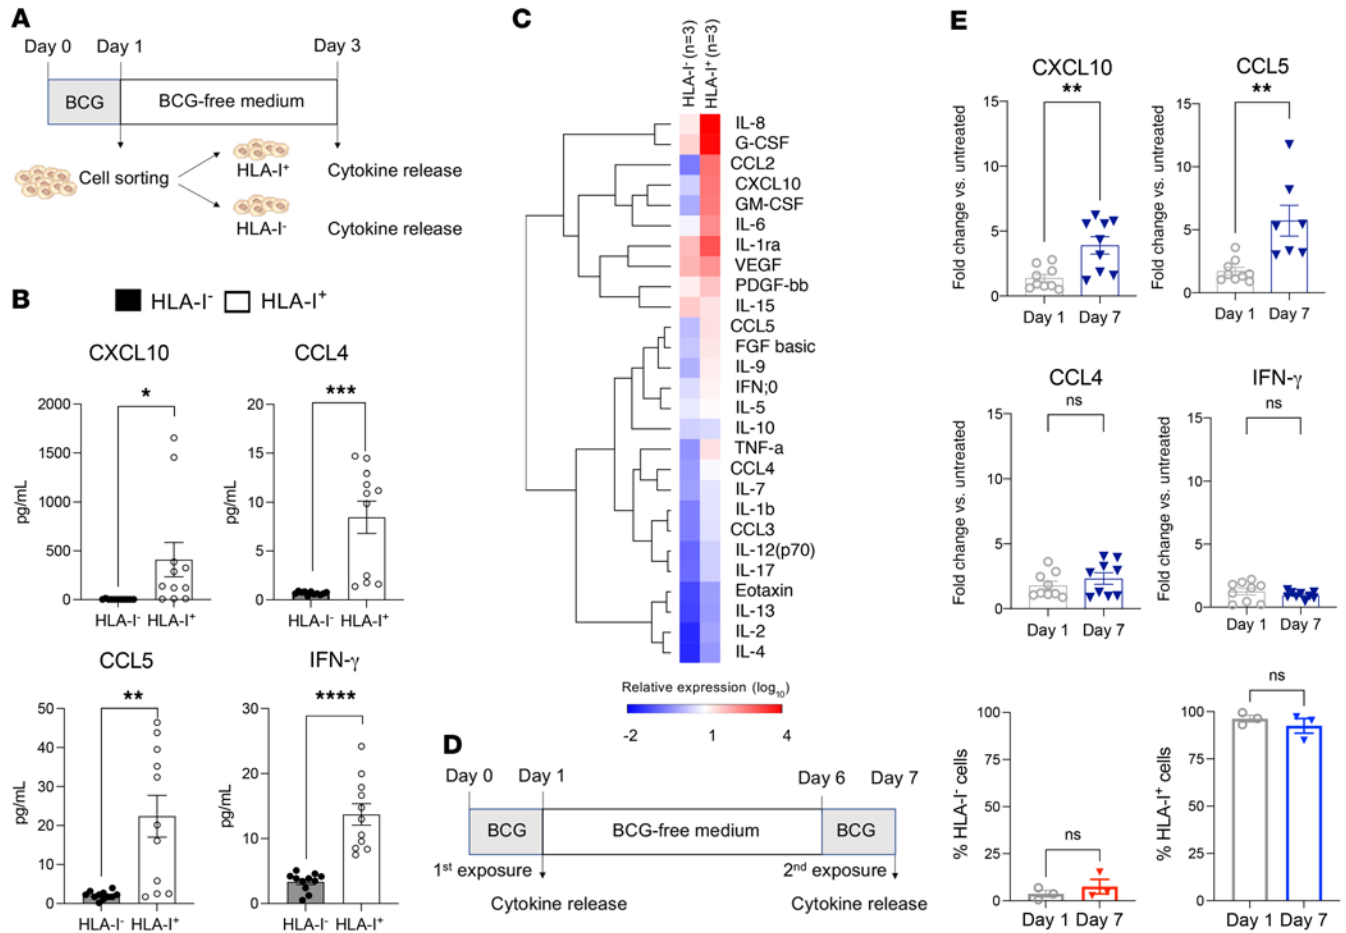 A
Day 0 Day 1 Day 3
BCG BCG-free medium
Cell sorting
HLA-I⁺ Cytokine release
HLA-I⁻ Cytokine release
B
HLA-I⁻ HLA-I⁺
CXCL10
*
pg/mL
2000
1500
1000
500
0
HLA-I⁻ HLA-I⁺
CCL4
***
pg/mL
20
15
10
5
0
HLA-I⁻ HLA-I⁺
CCL5
**
pg/mL
50
40
30
20
10
0
HLA-I⁻ HLA-I⁺
IFN-γ
****
pg/mL
30
20
10
0
HLA-I⁻ HLA-I⁺
C
HLA-I⁻ (n=3)
HLA-I⁺ (n=3)
IL-8
G-CSF
CCL2
CXCL10
GM-CSF
IL-6
IL-1ra
VEGF
PDGF-bb
IL-15
CCL5
FGF basic
IL-9
IFN;0
IL-5
IL-10
TNF-a
CCL4
IL-7
IL-1b
CCL3
IL-12(p70)
IL-17
Eotaxin
IL-13
IL-2
IL-4
Relative expression (log₁₀)
-2 1 4
D
Day 0 Day 1 Day 6 Day 7
BCG BCG-free medium BCG
1ˢᵗ exposure 2ⁿᵈ exposure
Cytokine release Cytokine release
E
CXCL10
**
Fold change vs. untreated
15
10
5
0
Day 1 Day 7
CCL5
**
Fold change vs. untreated
15
10
5
0
Day 1 Day 7
CCL4
ns
Fold change vs. untreated
15
10
5
0
Day 1 Day 7
IFN-γ
ns
Fold change vs. untreated
15
10
5
0
Day 1 Day 7
ns
% HLA-I⁻ cells
100
75
50
25
0
Day 1 Day 7
ns
% HLA-I⁺ cells
100
75
50
25
0
Day 1 Day 7